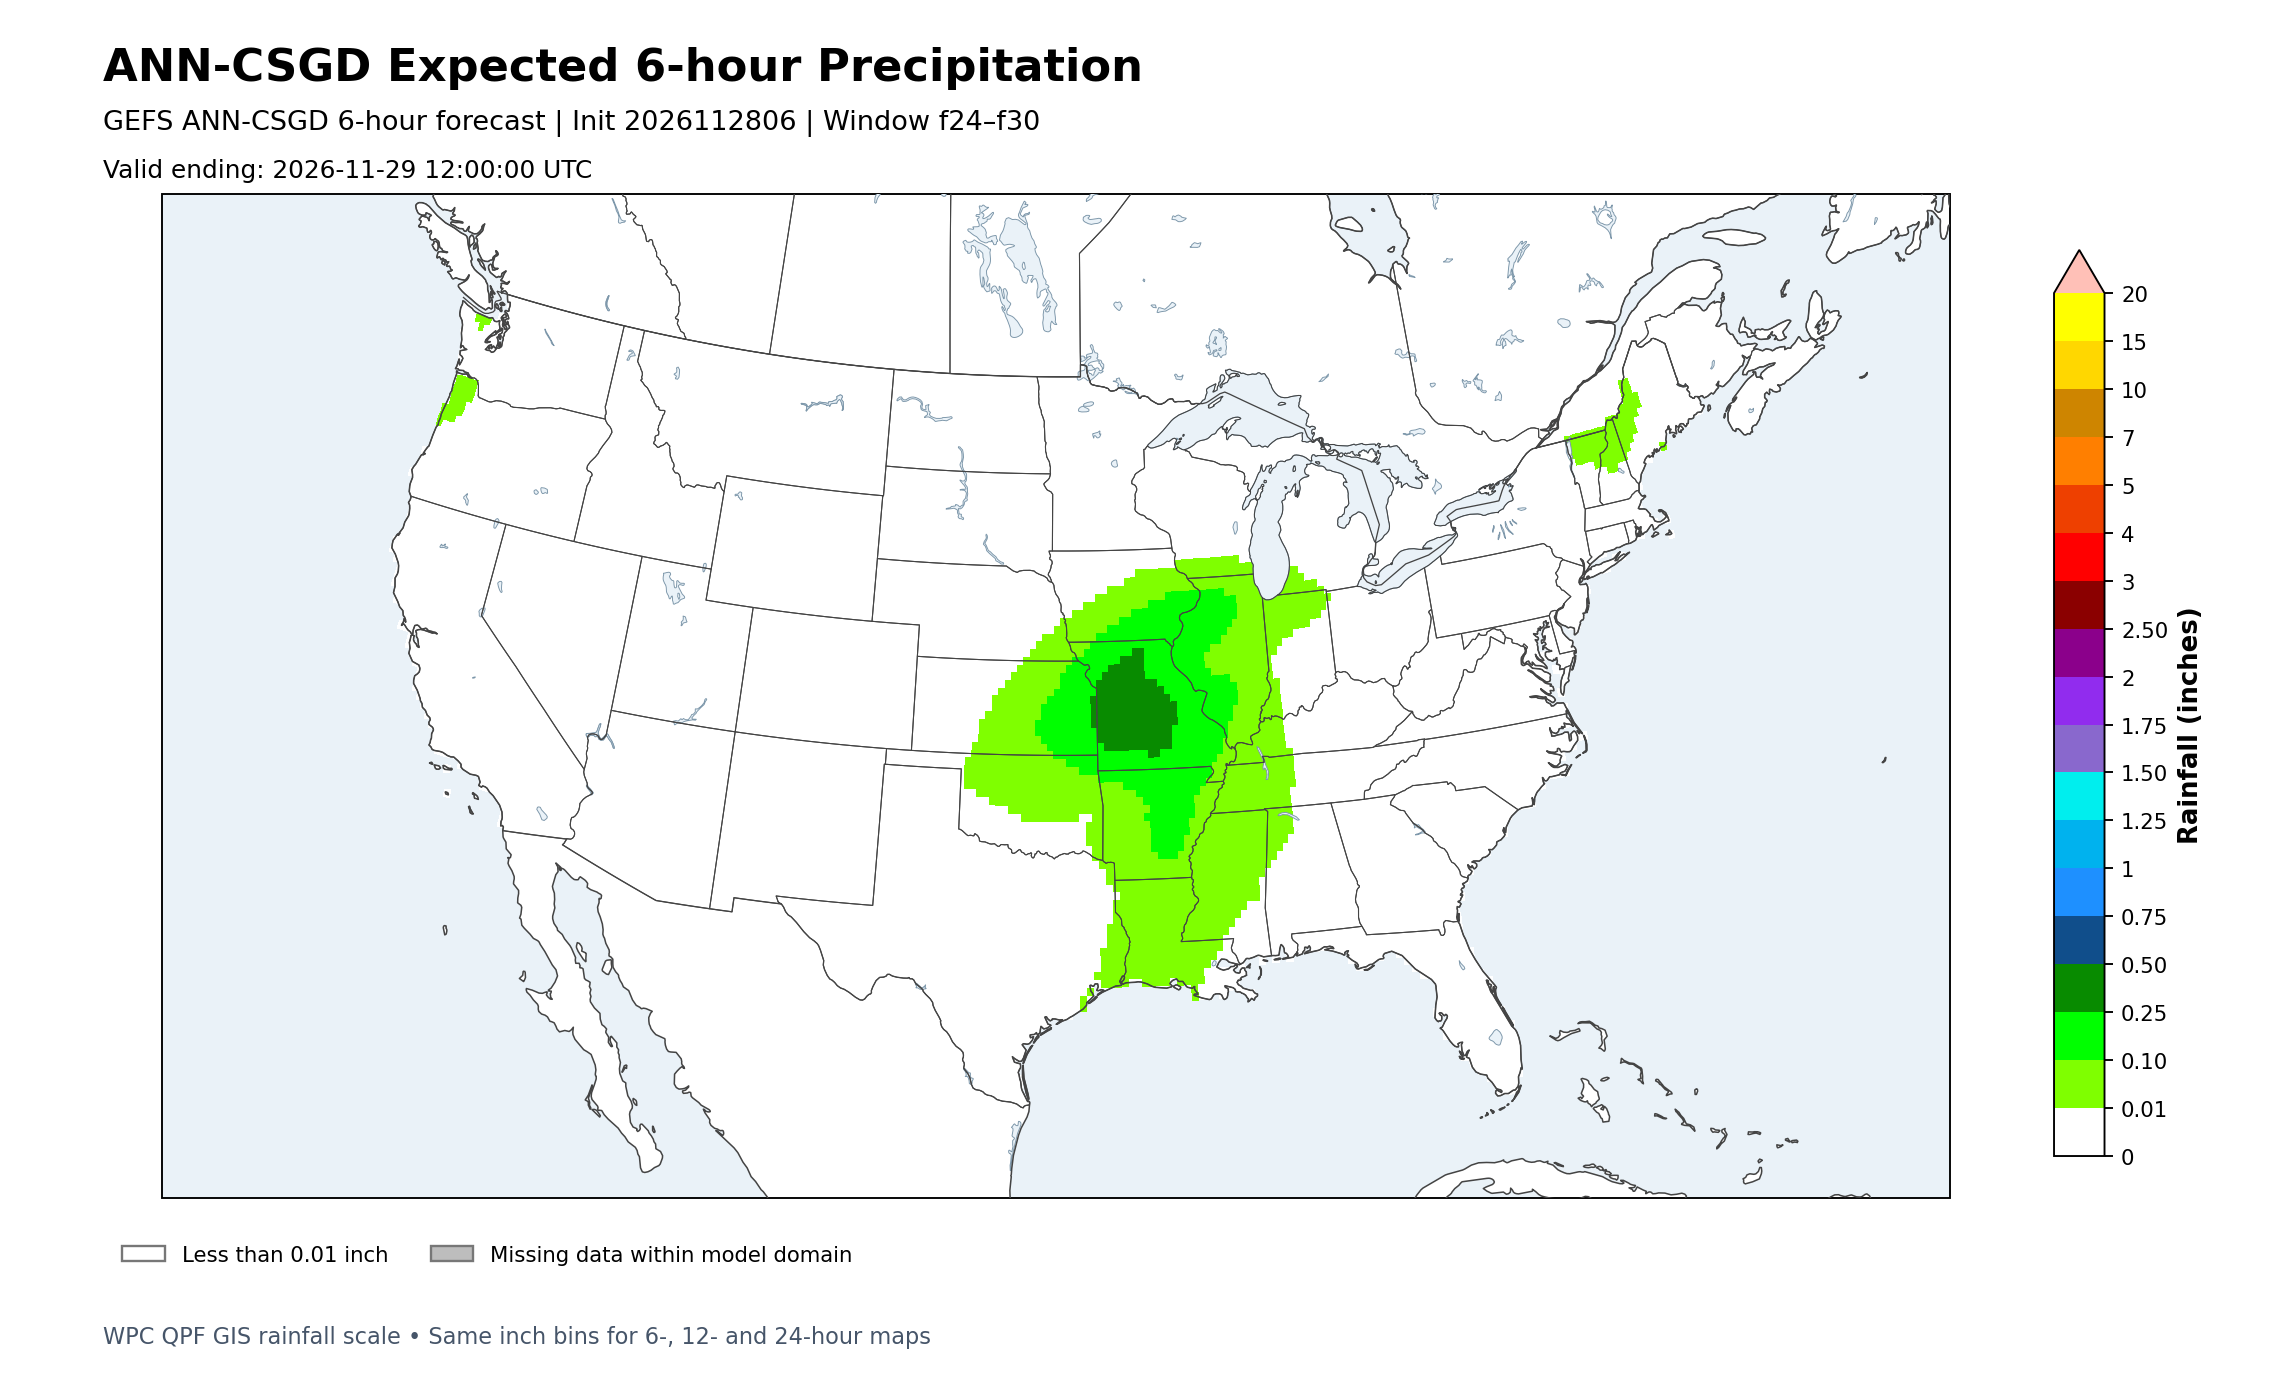 ANN-CSGD Expected 6-hour Precipitation
GEFS ANN-CSGD 6-hour forecast | Init 2026112806 | Window f24–f30
Valid ending: 2026-11-29 12:00:00 UTC
20
15
10
7
5
4
3
2.50
2
1.75
1.50
1.25
1
0.75
0.50
0.25
0.10
0.01
0
Rainfall (inches)
Less than 0.01 inch
Missing data within model domain
WPC QPF GIS rainfall scale • Same inch bins for 6-, 12- and 24-hour maps